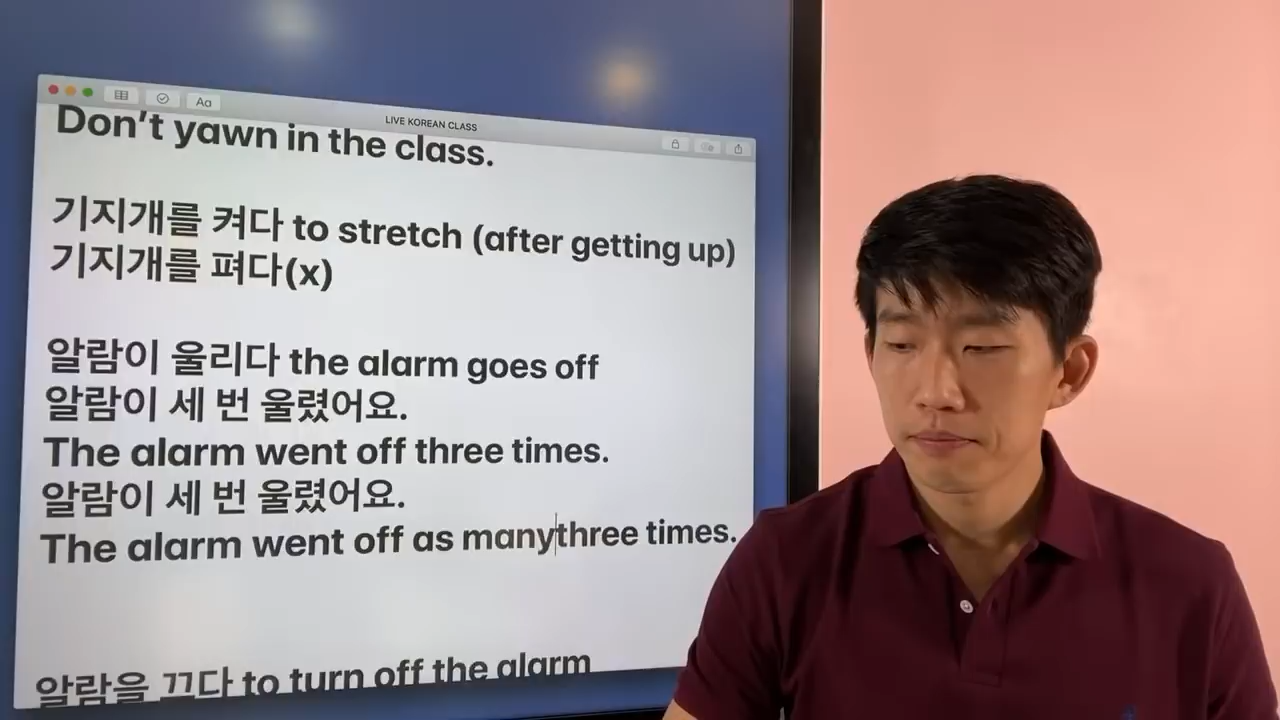 Aa
LIVE KOREAN CLASS
Don't yawn in the class.
기지개를 켜다 to stretch (after getting up)
기지개를 펴다(x)
알람이 울리다 the alarm goes off
알람이 세 번 울렸어요.
The alarm went off three times.
알람이 세 번 울렸어요.
The alarm went off as manythree times.
알람을 끄다 to turn off the alarm